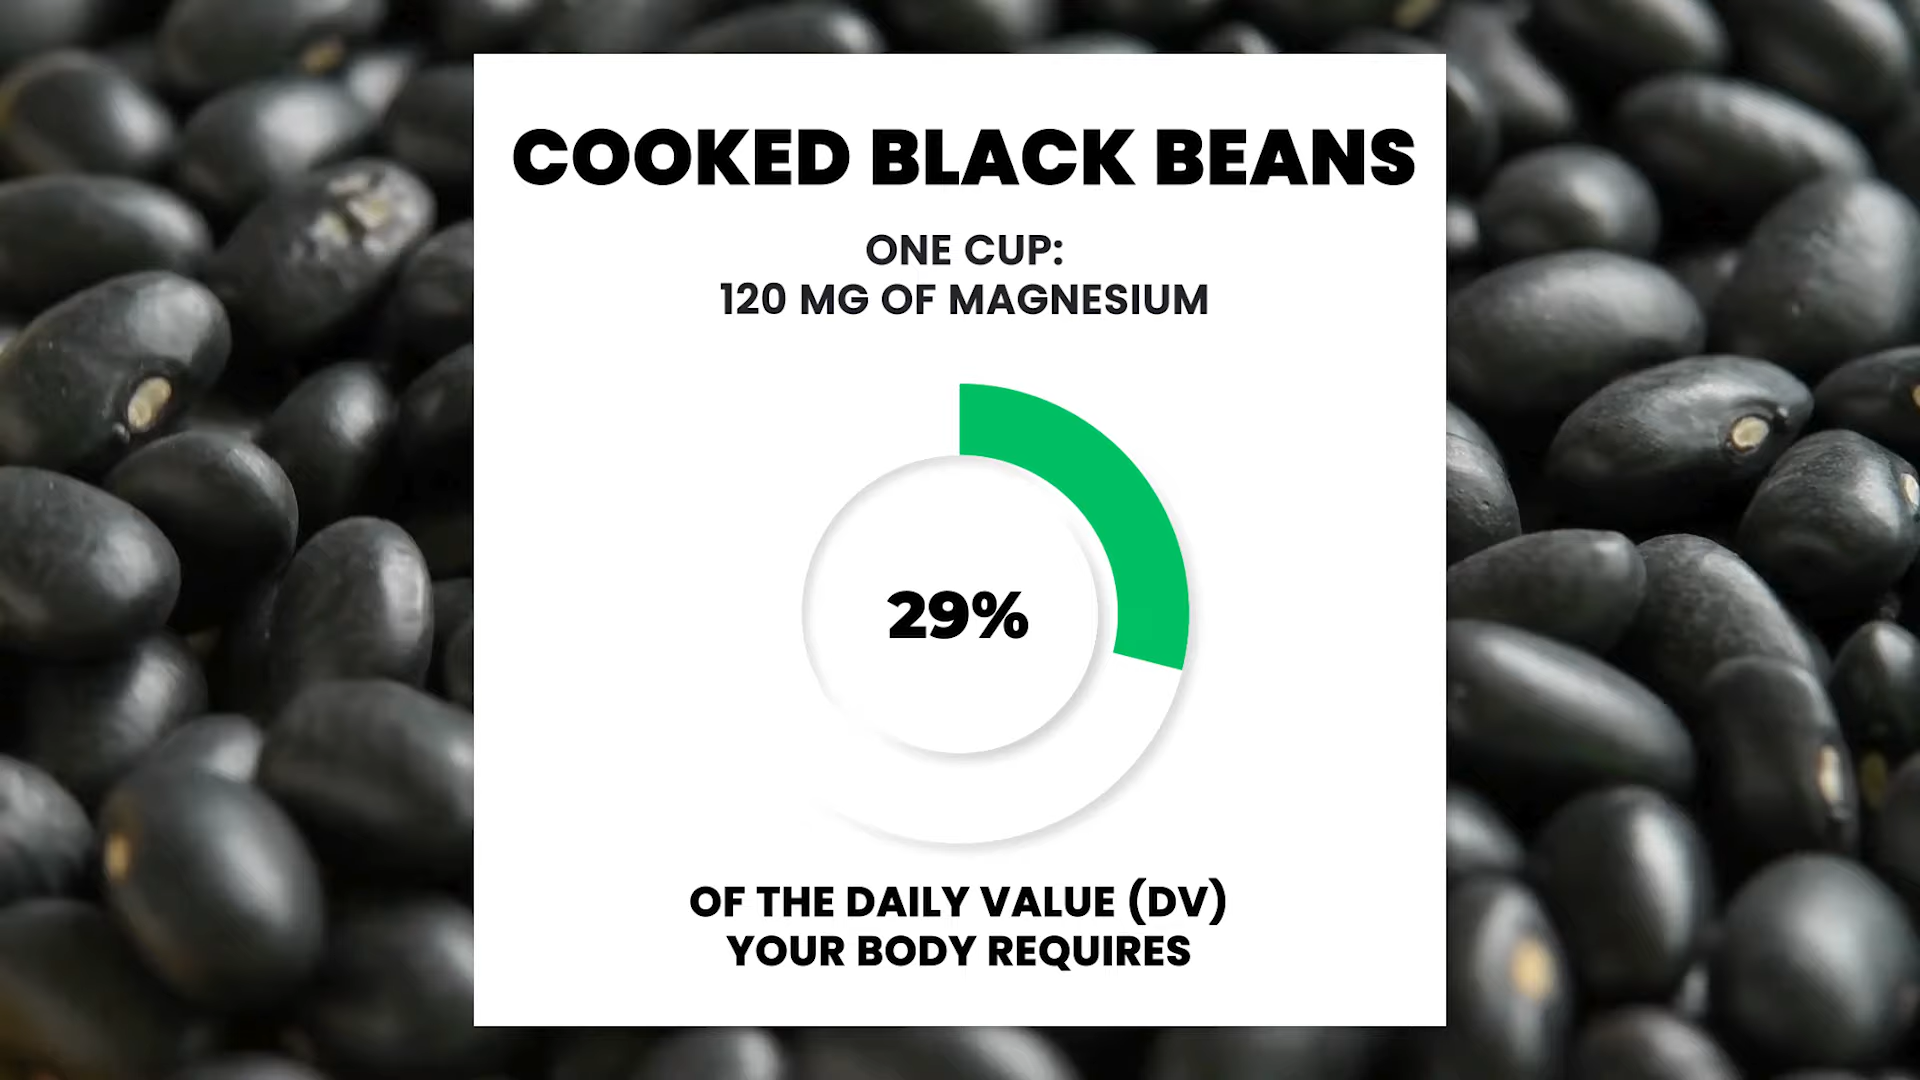 COOKED BLACK BEANS
ONE CUP:
120 MG OF MAGNESIUM
29%
OF THE DAILY VALUE (DV)
YOUR BODY REQUIRES